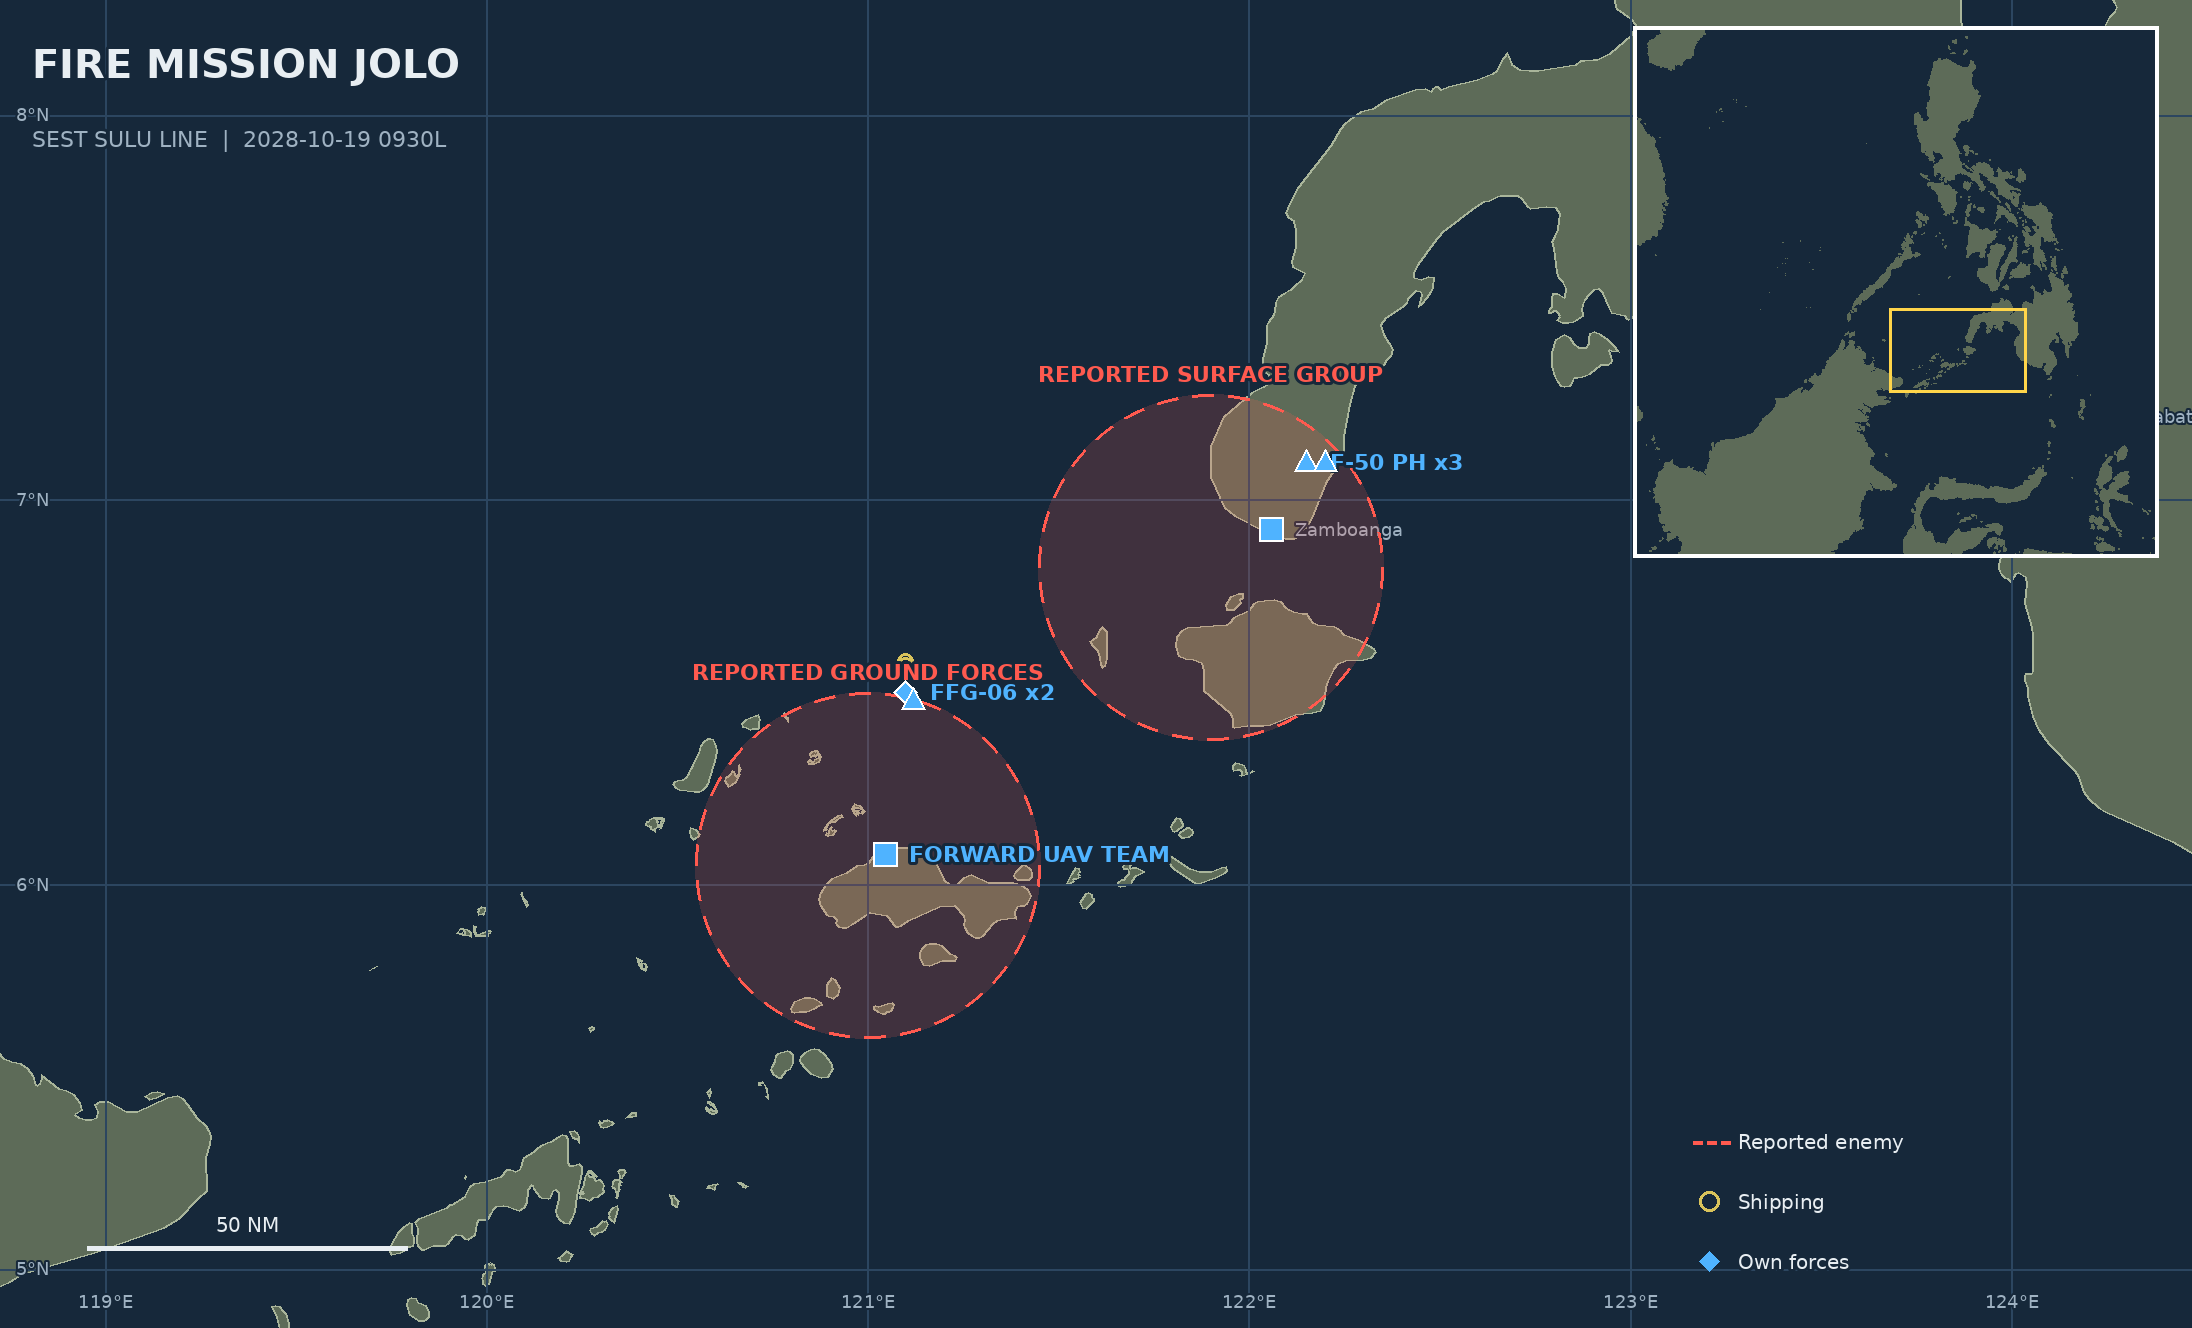 FIRE MISSION JOLO
SEST SULU LINE | 2028-10-19 0930L
8°N
7°N
6°N
5°N
REPORTED SURFACE GROUP
F-50 PH x3
Zamboanga
REPORTED GROUND FORCES
FFG-06 x2
FORWARD UAV TEAM
abat
Reported enemy
Shipping
Own forces
50 NM
119°E
120°E
121°E
122°E
123°E
124°E